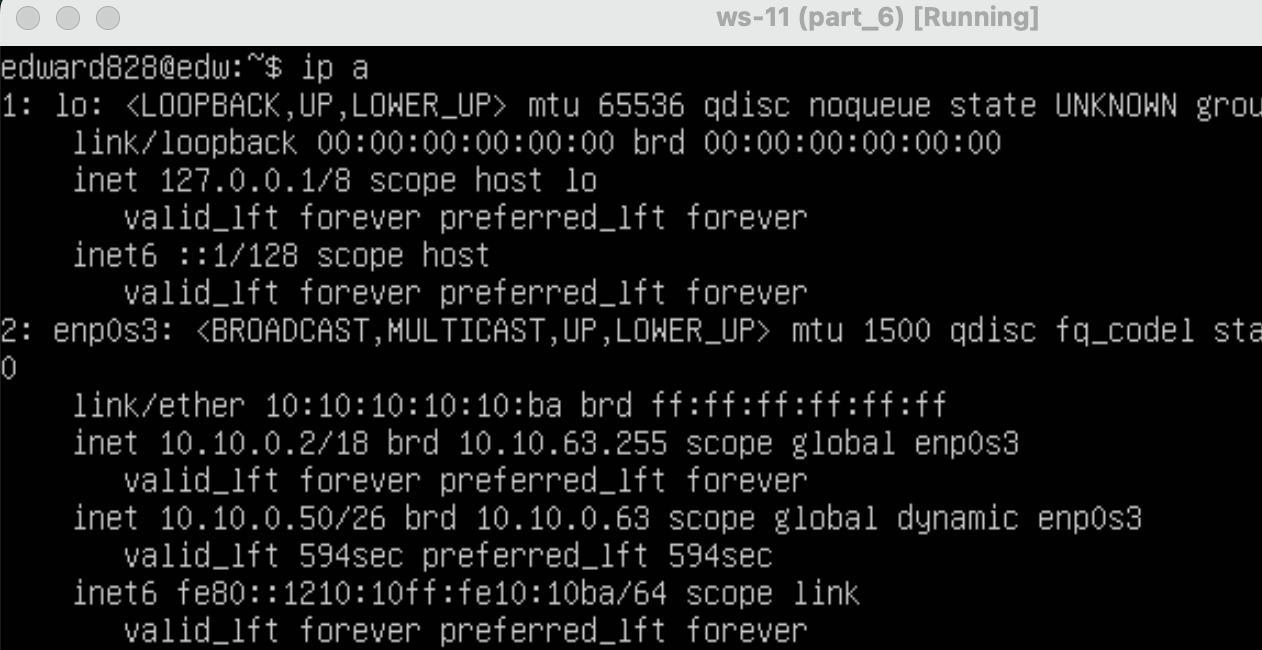 ws-11 (part_6) [Running]
edward828@edw:~$ ip a
1: lo: <LOOPBACK,UP,LOWER_UP> mtu 65536 qdisc noqueue state UNKNOWN grou
link/loopback 00:00:00:00:00:00 brd 00:00:00:00:00:00
inet 127.0.0.1/8 scope host lo
valid_lft forever preferred_lft forever
inet6 ::1/128 scope host
valid_lft forever preferred_lft forever
2: enp0s3: <BROADCAST,MULTICAST,UP,LOWER_UP> mtu 1500 qdisc fq_codel sta
0
link/ether 10:10:10:10:10:ba brd ff:ff:ff:ff:ff:ff
inet 10.10.0.2/18 brd 10.10.63.255 scope global enp0s3
valid_lft forever preferred_lft forever
inet 10.10.0.50/26 brd 10.10.0.63 scope global dynamic enp0s3
valid_lft 594sec preferred_lft 594sec
inet6 fe80::1210:10ff:fe10:10ba/64 scope link
valid_lft forever preferred_lft forever